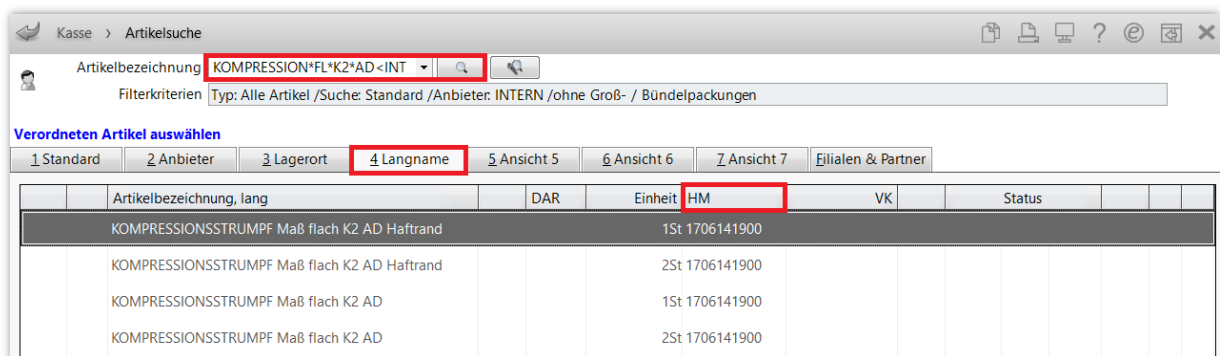 Kasse > Artikelsuche ? e
Artikelbezeichnung KOMPRESSION*FL*K2*AD<INT
Filterkriterien Typ: Alle Artikel /Suche: Standard /Anbieter: INTERN /ohne Groß- / Bündelpackungen
Verordneten Artikel auswählen
1 Standard 2 Anbieter 3 Lagerort 4 Langname 5 Ansicht 5 6 Ansicht 6 7 Ansicht 7 Filialen & Partner
Artikelbezeichnung, lang DAR Einheit HM VK Status
KOMPRESSIONSSTRUMPF Maß flach K2 AD Haftrand 1St 1706141900
KOMPRESSIONSSTRUMPF Maß flach K2 AD Haftrand 2St 1706141900
KOMPRESSIONSSTRUMPF Maß flach K2 AD 1St 1706141900
KOMPRESSIONSSTRUMPF Maß flach K2 AD 2St 1706141900